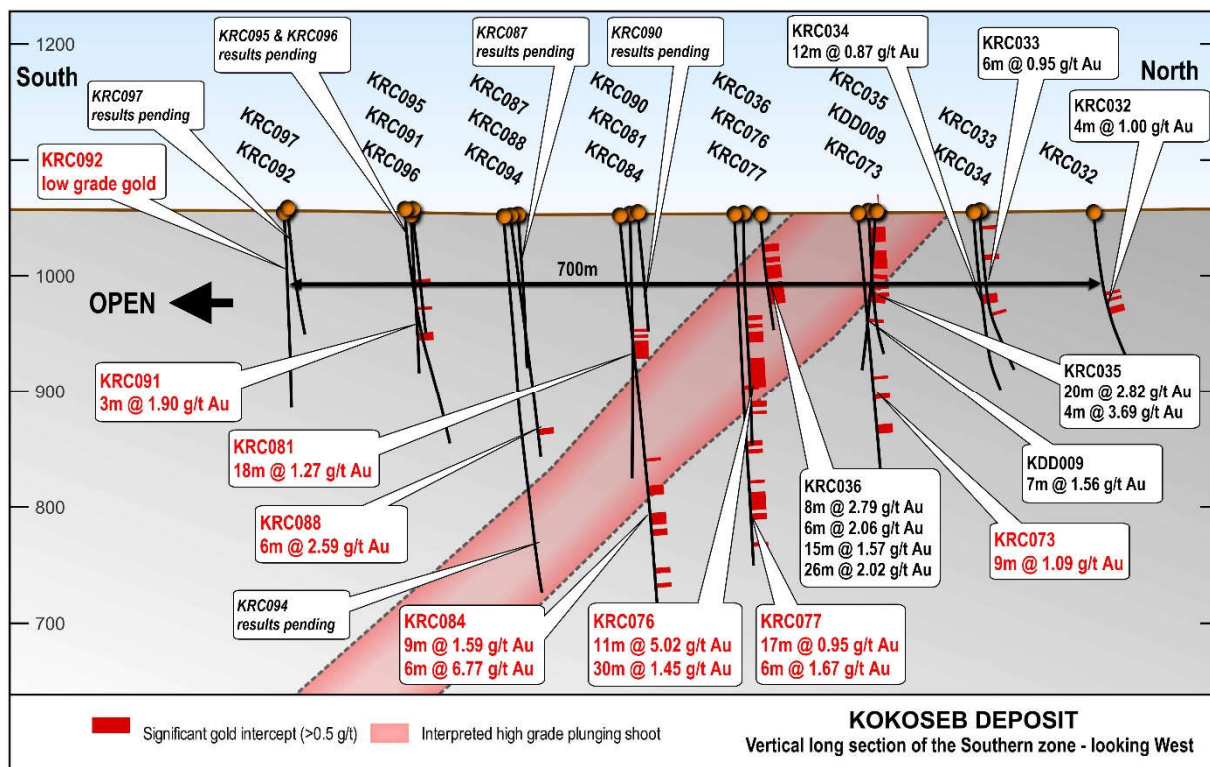 1200
1000
900
800
700
South
North
KRC095 & KRC096
results pending
KRC087
results pending
KRC090
results pending
KRC034
12m @ 0.87 g/t Au
KRC033
6m @ 0.95 g/t Au
KRC032
4m @ 1.00 g/t Au
KRC097
results pending
KRC092
low grade gold
KRC097
KRC092
KRC095
KRC091
KRC096
KRC087
KRC088
KRC094
KRC090
KRC081
KRC084
KRC036
KRC076
KRC077
KRC035
KDD009
KRC073
KRC033
KRC034
KRC032
700m
OPEN
KRC091
3m @ 1.90 g/t Au
KRC081
18m @ 1.27 g/t Au
KRC088
6m @ 2.59 g/t Au
KRC094
results pending
KRC084
9m @ 1.59 g/t Au
6m @ 6.77 g/t Au
KRC076
11m @ 5.02 g/t Au
30m @ 1.45 g/t Au
KRC077
17m @ 0.95 g/t Au
6m @ 1.67 g/t Au
KRC036
8m @ 2.79 g/t Au
6m @ 2.06 g/t Au
15m @ 1.57 g/t Au
26m @ 2.02 g/t Au
KRC035
20m @ 2.82 g/t Au
4m @ 3.69 g/t Au
KDD009
7m @ 1.56 g/t Au
KRC073
9m @ 1.09 g/t Au
Significant gold intercept (>0.5 g/t)
Interpreted high grade plunging shoot
KOKOSEB DEPOSIT
Vertical long section of the Southern zone - looking West